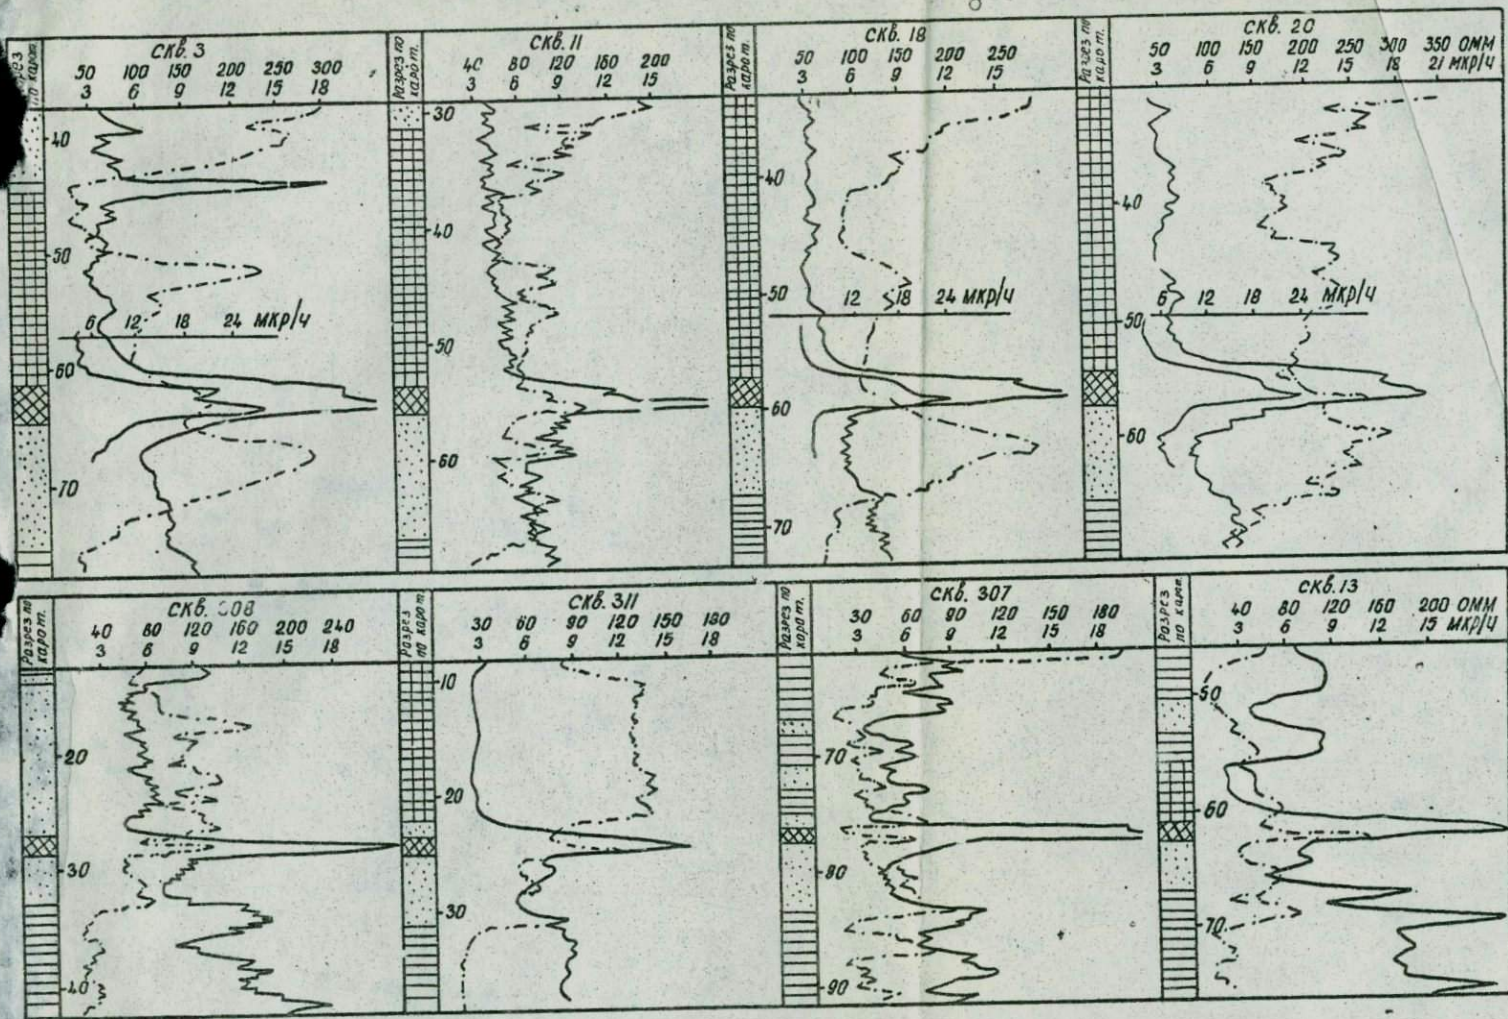 Скв. 3
50 100 150 200 250 300
3 6 9 12 15 18
Разрез по карот.
40
50
6 12 18 24 мкр/ч
60
70
Скв. 11
40 80 120 160 200
3 6 9 12 15
Разрез по карот.
30
40
50
60
Скв. 18
50 100 150 200 250
3 6 9 12 15
Разрез по карот.
40
50
12 18 24 мкр/ч
60
70
Скв. 20
50 100 150 200 250 300 350 омм
3 6 9 12 15 18 21 мкр/ч
Разрез по карот.
40
6 12 18 24 мкр/ч
50
60
Скв. 308
40 80 120 160 200 240
3 6 9 12 15 18
Разрез по карот.
20
30
40
Скв. 311
30 60 90 120 150 180
3 6 9 12 15 18
Разрез по карот.
10
20
30
Скв. 307
30 60 90 120 150 180
3 6 9 12 15 18
Разрез по карот.
70
80
90
Скв. 13
40 80 120 160 200 омм
3 6 9 12 15 мкр/ч
Разрез по
50
60
70